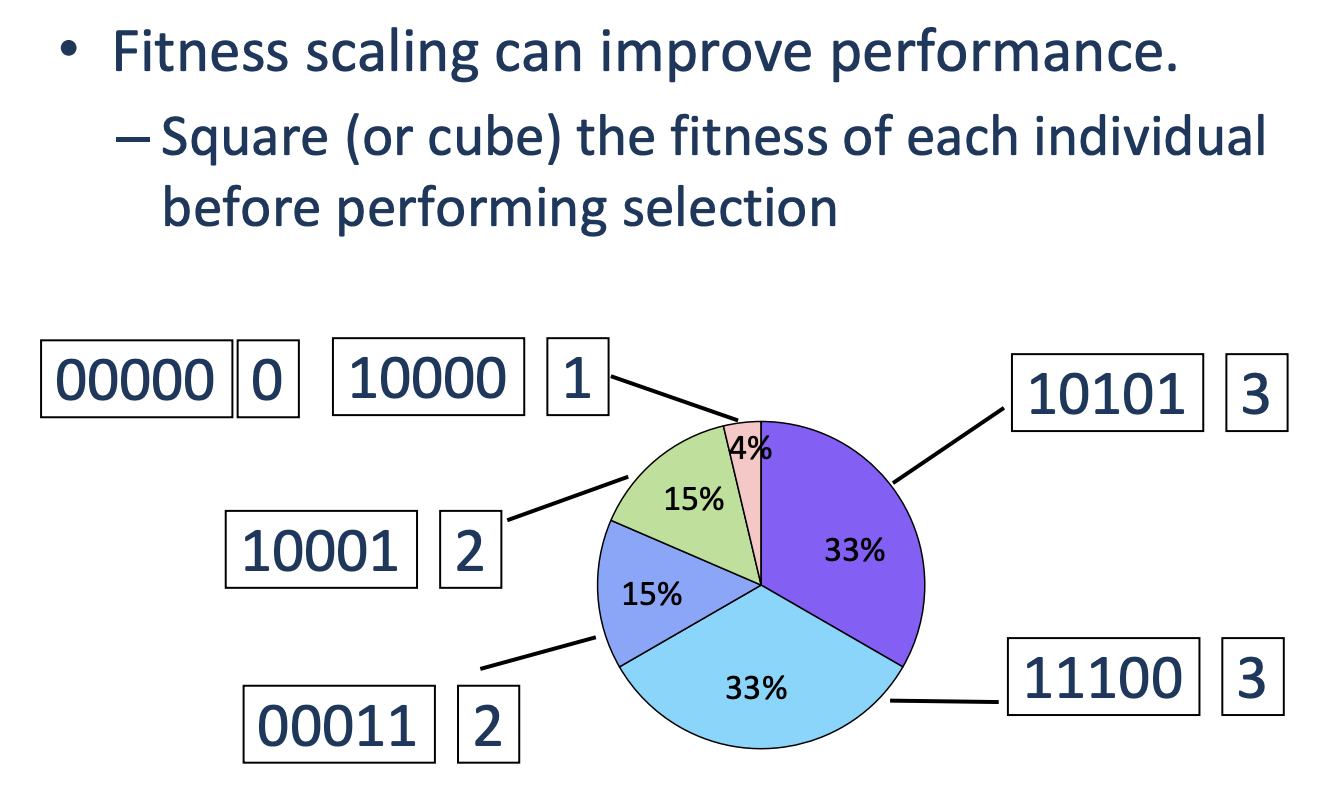 • Fitness scaling can improve performance.
– Square (or cube) the fitness of each individual
before performing selection
00000 0 10000 1
10101 3
4%
15%
33%
10001 2
15%
33%
11100 3
00011 2